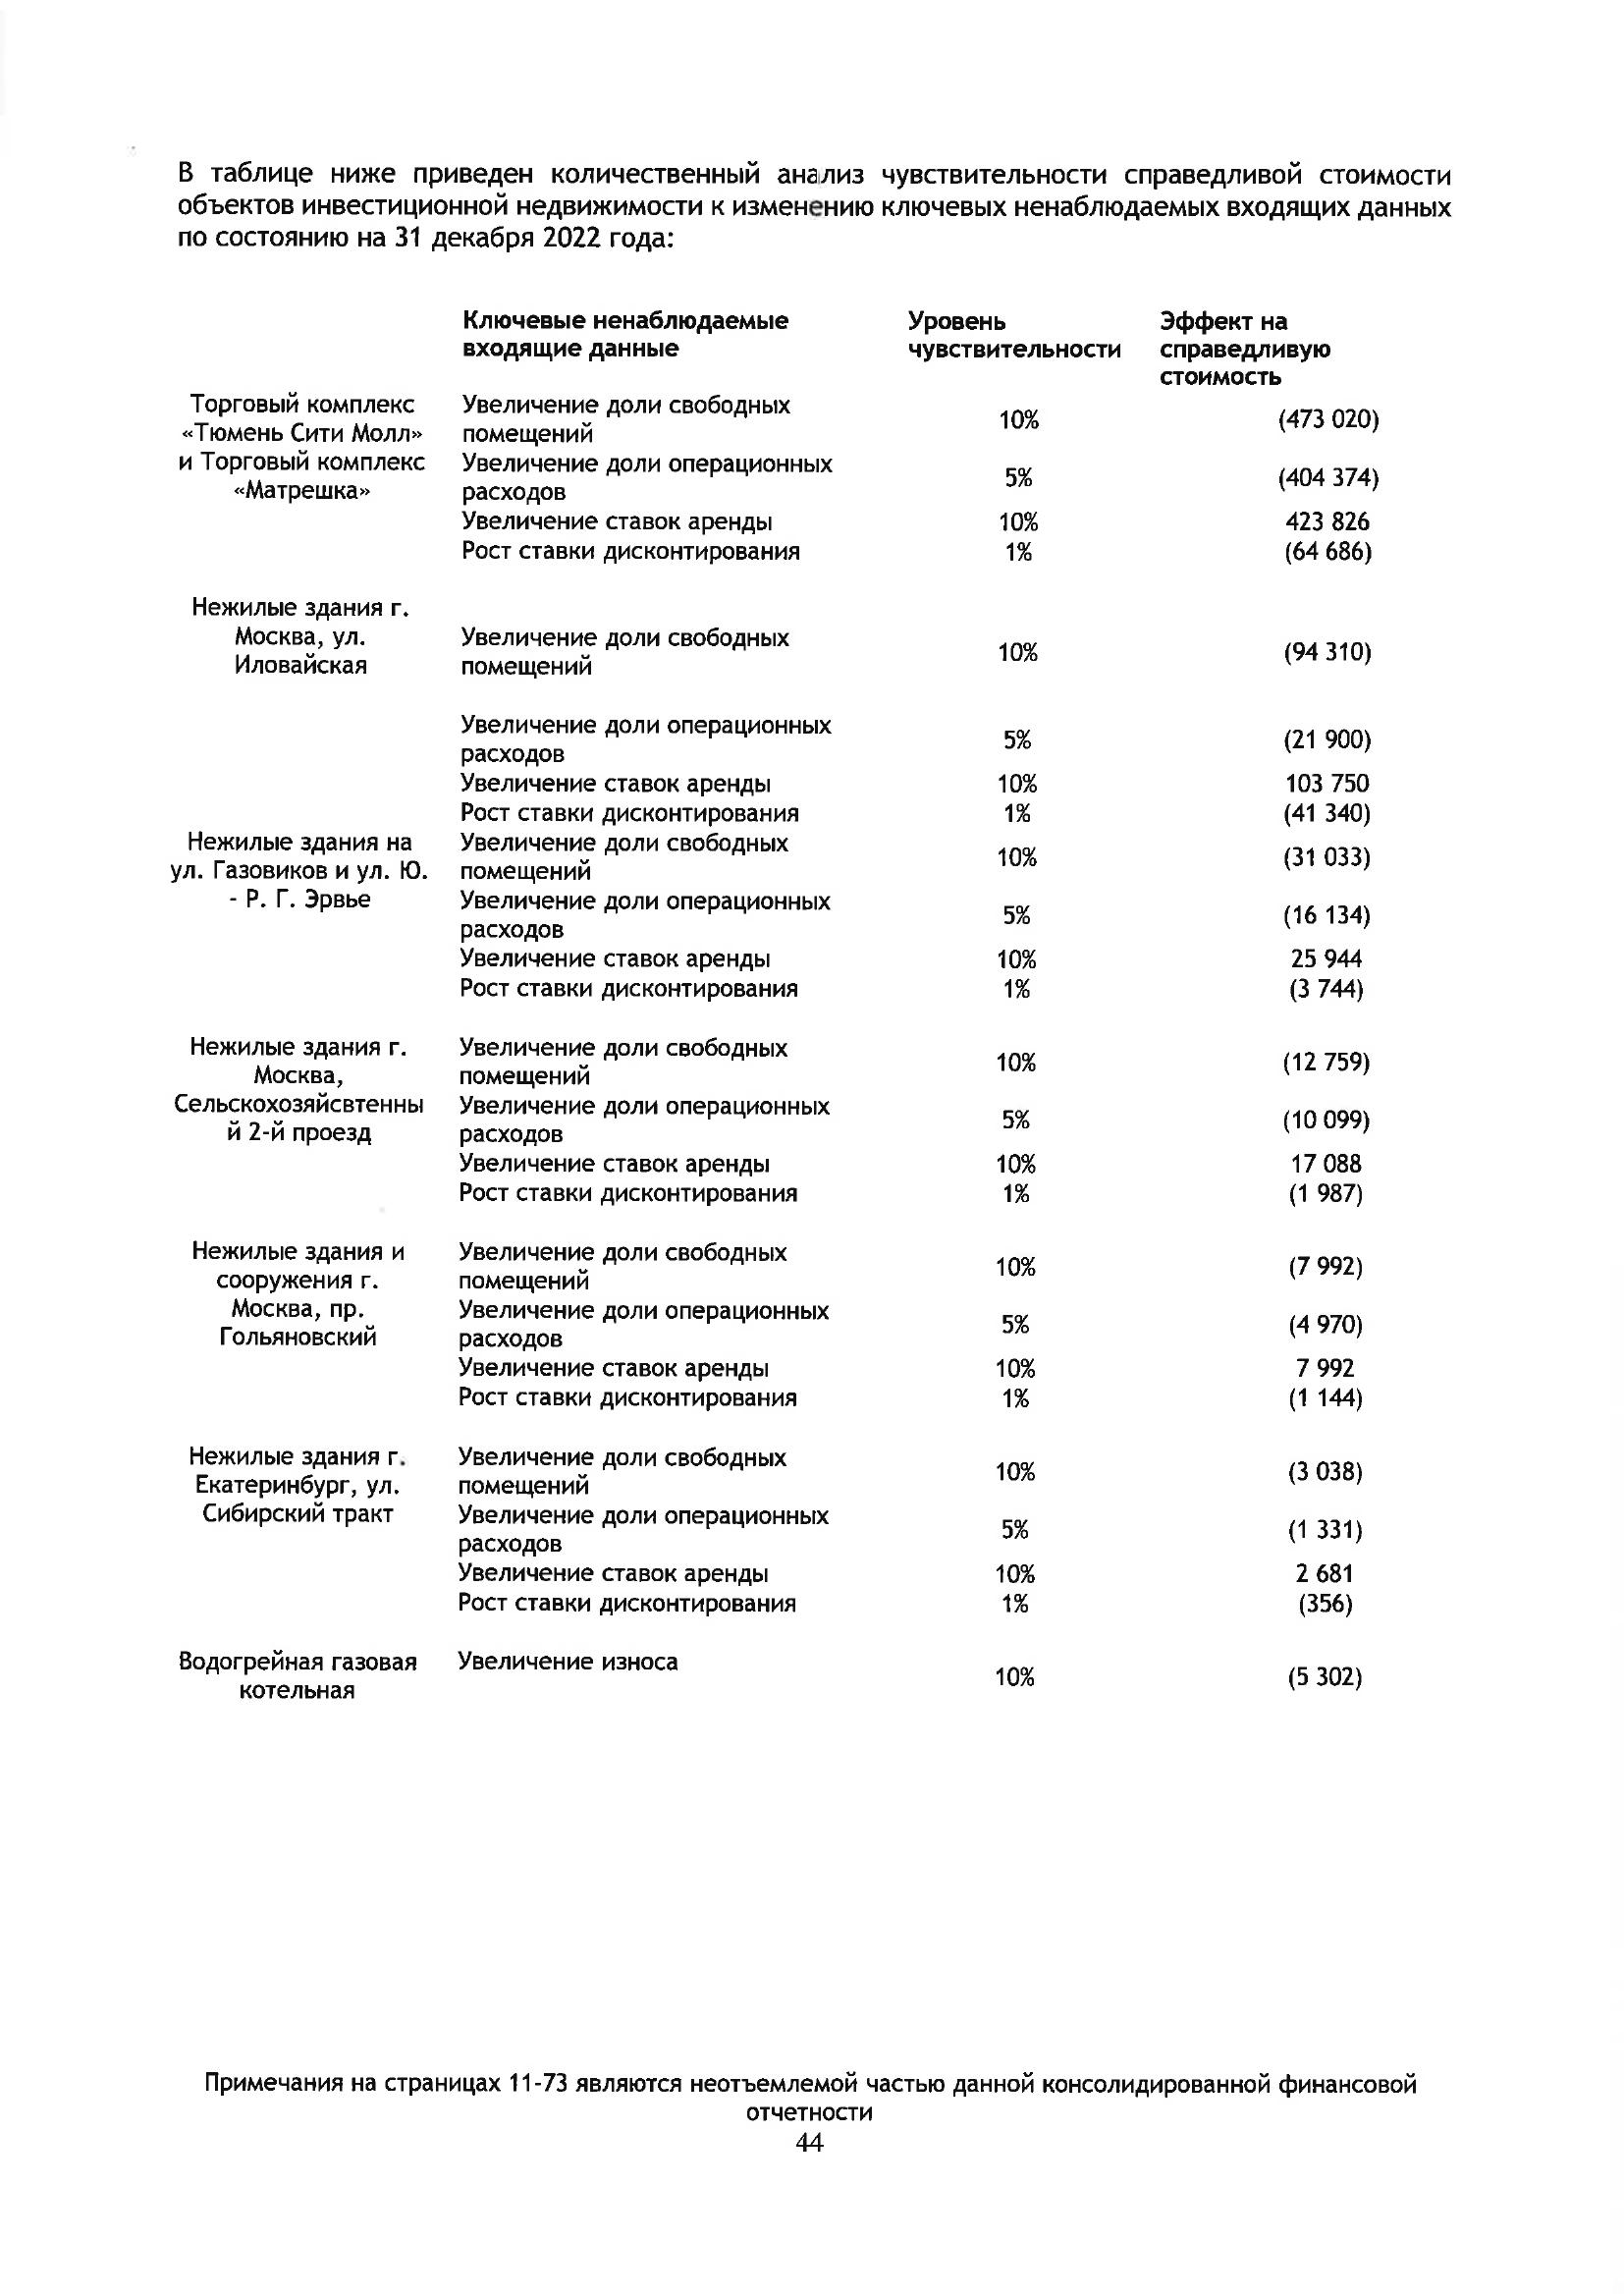 В таблице ниже приведен количественный анализ чувствительности справедливой стоимости
объектов инвестиционной недвижимости к изменению ключевых ненаблюдаемых входящих данных
по состоянию на 31 декабря 2022 года:
Ключевые ненаблюдаемые Уровень Эффект на
входящие данные чувствительности справедливую
стоимость
Торговый комплекс Увеличение доли свободных
«Тюмень Сити Молл» помещений 10% (473 020)
и Торговый комплекс Увеличение доли операционных
«Матрешка» расходов 5% (404 374)
Увеличение ставок аренды 10% 423 826
Рост ставки дисконтирования 1% (64 686)
Нежилые здания г.
Москва, ул. Увеличение доли свободных
Иловайская помещений 10% (94 310)
Увеличение доли операционных
расходов 5% (21 900)
Увеличение ставок аренды 10% 103 750
Рост ставки дисконтирования 1% (41 340)
Нежилые здания на Увеличение доли свободных
ул. Газовиков и ул. Ю. помещений 10% (31 033)
- Р. Г. Эрвье Увеличение доли операционных
расходов 5% (16 134)
Увеличение ставок аренды 10% 25 944
Рост ставки дисконтирования 1% (3 744)
Нежилые здания г. Увеличение доли свободных
Москва, помещений 10% (12 759)
Сельскохозяйсвтенны Увеличение доли операционных
й 2-й проезд расходов 5% (10 099)
Увеличение ставок аренды 10% 17 088
Рост ставки дисконтирования 1% (1 987)
Нежилые здания и Увеличение доли свободных
сооружения г. помещений 10% (7 992)
Москва, пр. Увеличение доли операционных
Гольяновский расходов 5% (4 970)
Увеличение ставок аренды 10% 7 992
Рост ставки дисконтирования 1% (1 144)
Нежилые здания г. Увеличение доли свободных
Екатеринбург, ул. помещений 10% (3 038)
Сибирский тракт Увеличение доли операционных
расходов 5% (1 331)
Увеличение ставок аренды 10% 2 681
Рост ставки дисконтирования 1% (356)
Водогрейная газовая Увеличение износа
котельная 10% (5 302)
Примечания на страницах 11-73 являются неотъемлемой частью данной консолидированной финансовой
отчетности
44